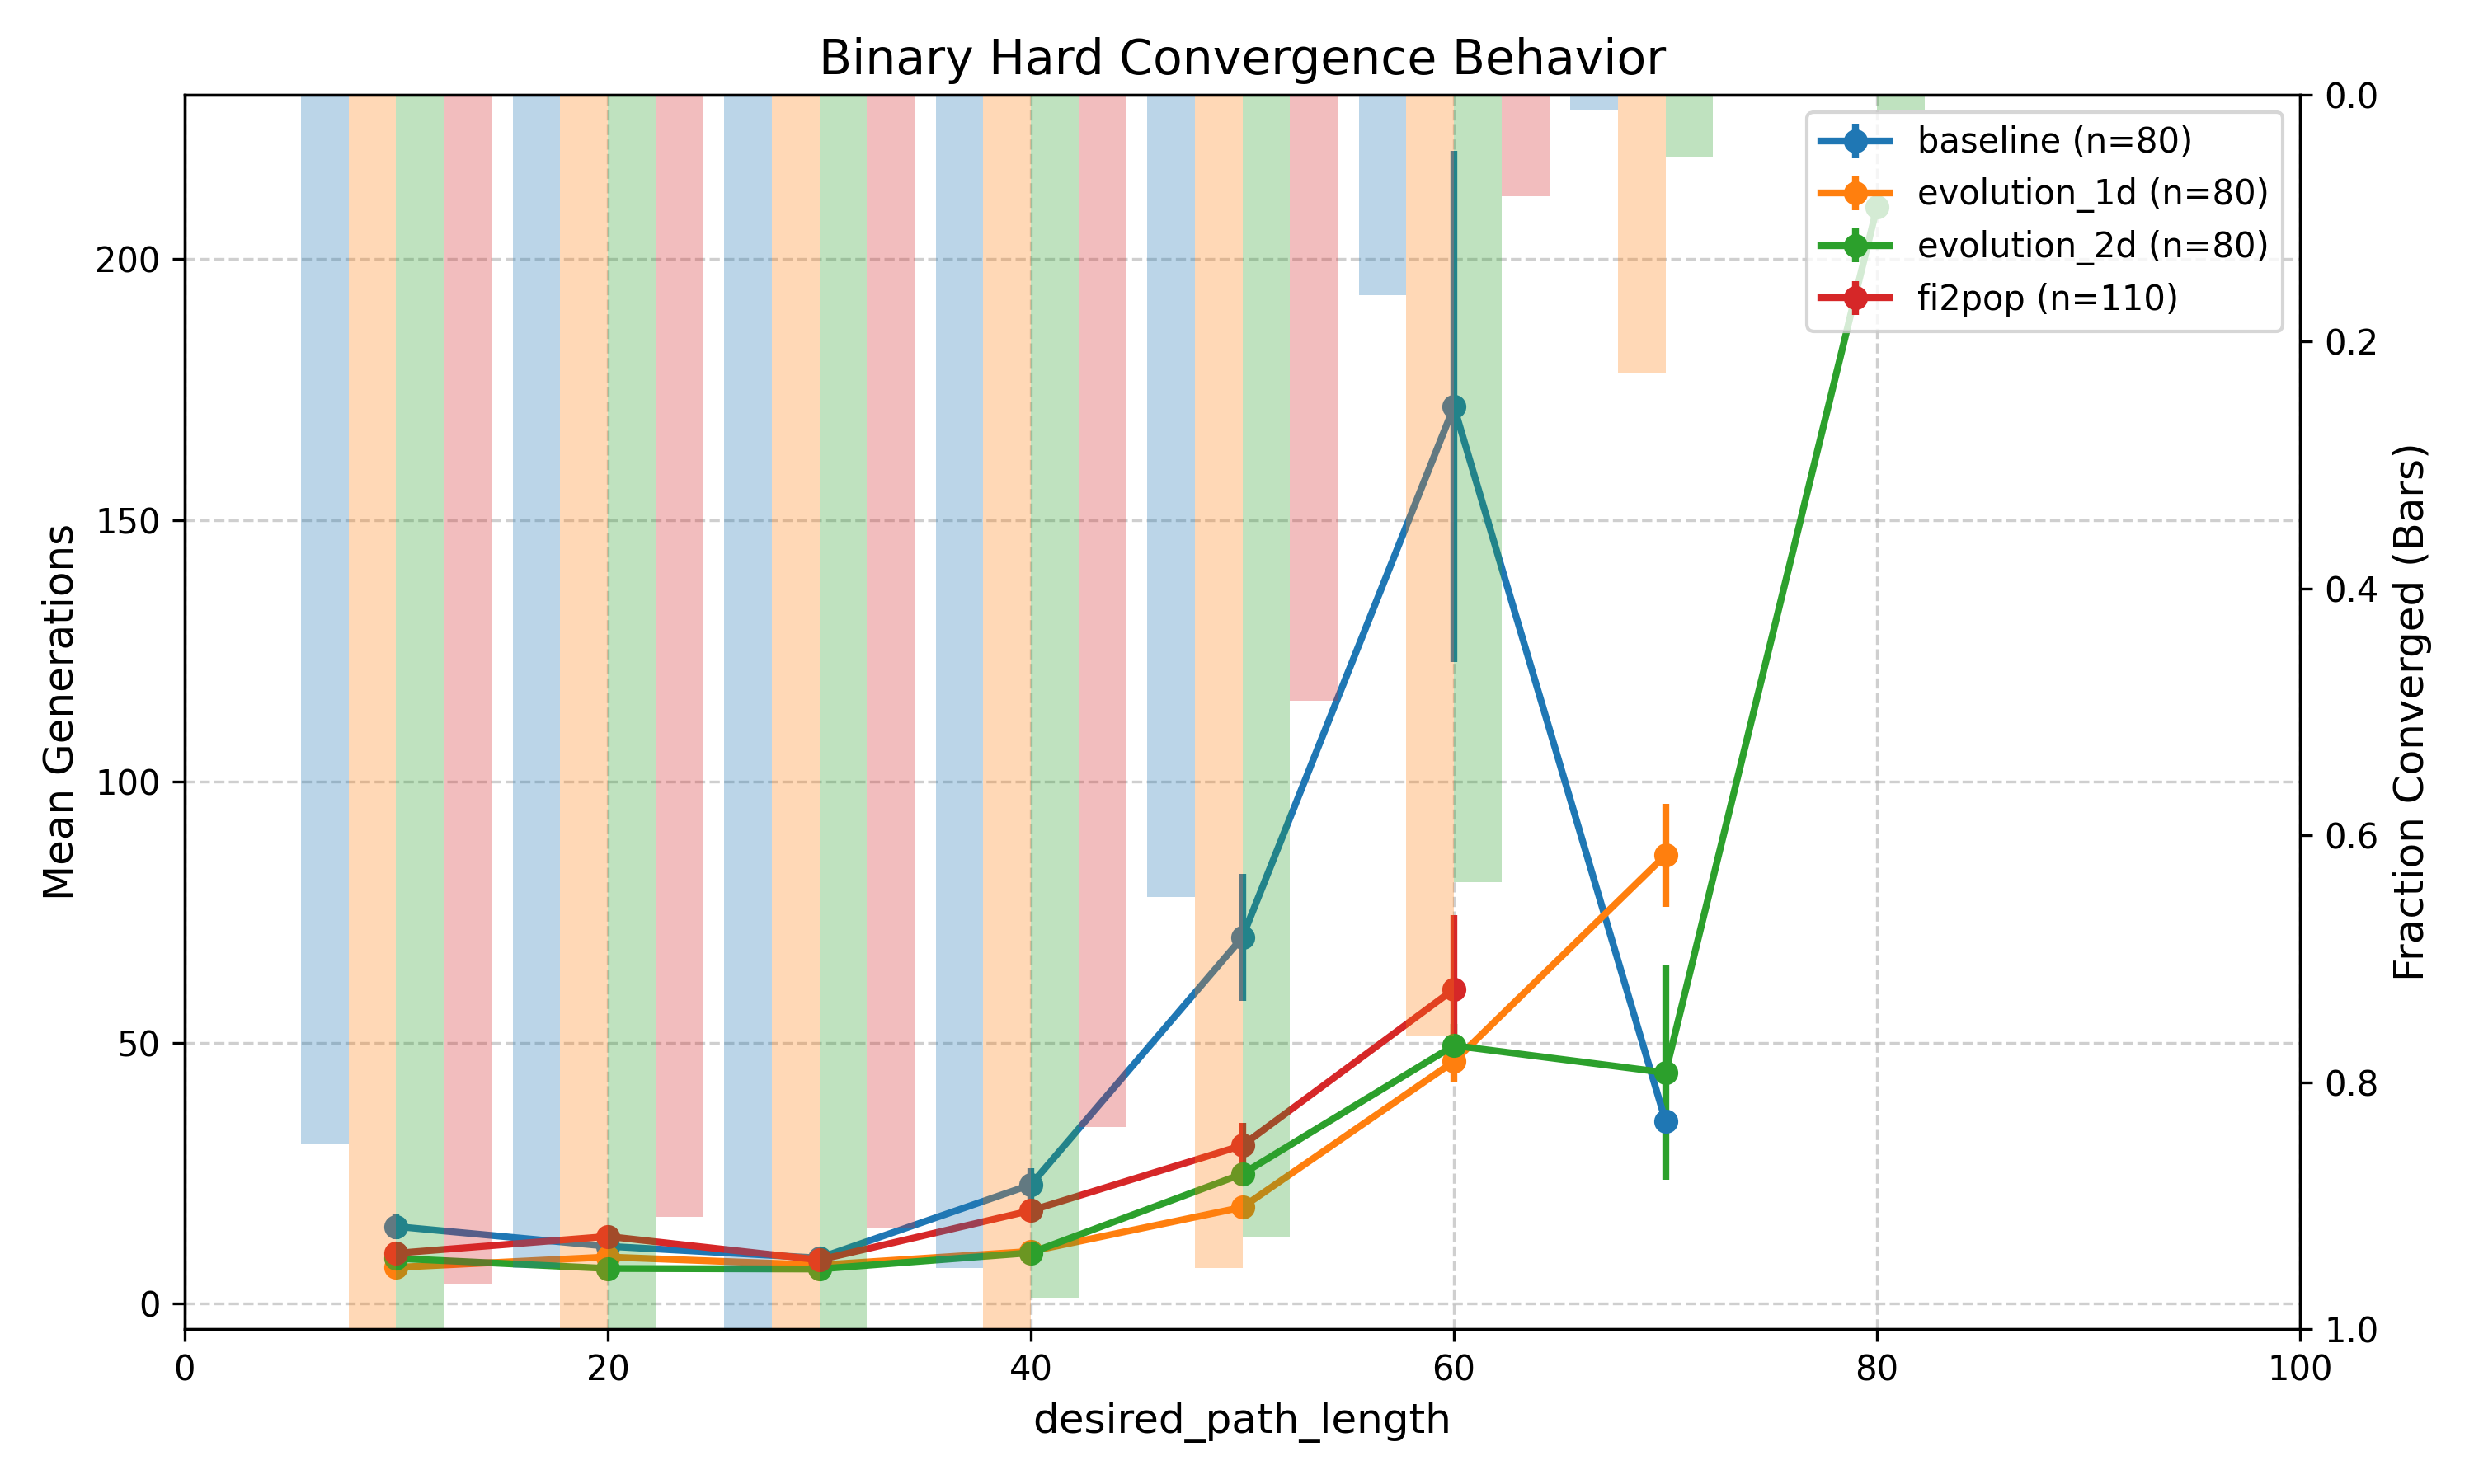 Binary Hard Convergence Behavior
baseline (n=80)
evolution_1d (n=80)
evolution_2d (n=80)
fi2pop (n=110)
Mean Generations
200
150
100
50
0
0.0
0.2
0.4
0.6
0.8
1.0
Fraction Converged (Bars)
0 20 40 60 80 100
desired_path_length